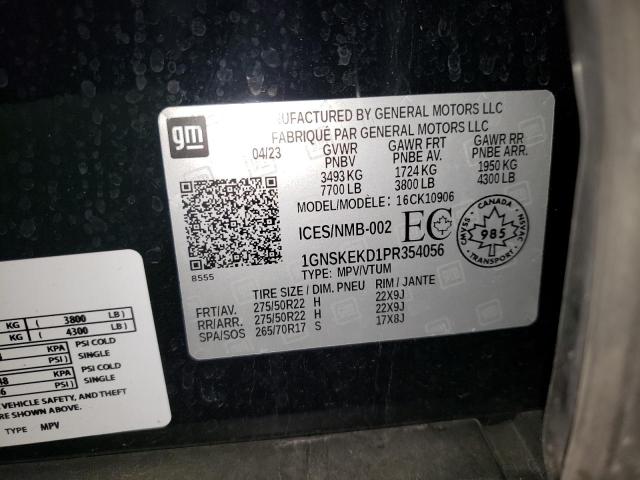 gm
UFACTURED BY GENERAL MOTORS LLC
FABRIQUÉ PAR GENERAL MOTORS LLC
04/23 GVWR GAWR FRT GAWR RR
PNBV PNBE AV. PNBE ARR.
3493 KG 1724 KG 1950 KG
7700 LB 3800 LB 4300 LB
MODEL/MODÈLE: 16CK10906
ICES/NMB-002 EC
CANADA
CMVSS 985 NSVAC
TRANSPORT
8555
1GNSKEKD1PR354056
TYPE: MPV/VTUM
TIRE SIZE / DIM. PNEU RIM / JANTE
FRT/AV. 275/50R22 H 22X9J
RR/ARR. 275/50R22 H 22X9J
SPA/SOS 265/70R17 S 17X8J
KG ( 3800 LB)
KG ( 4300 LB)
KPA PSI COLD
PSI) SINGLE
KPA PSI COLD
PSI) SINGLE
VEHICLE SAFETY, AND THEFT
RE SHOWN ABOVE.
TYPE MPV